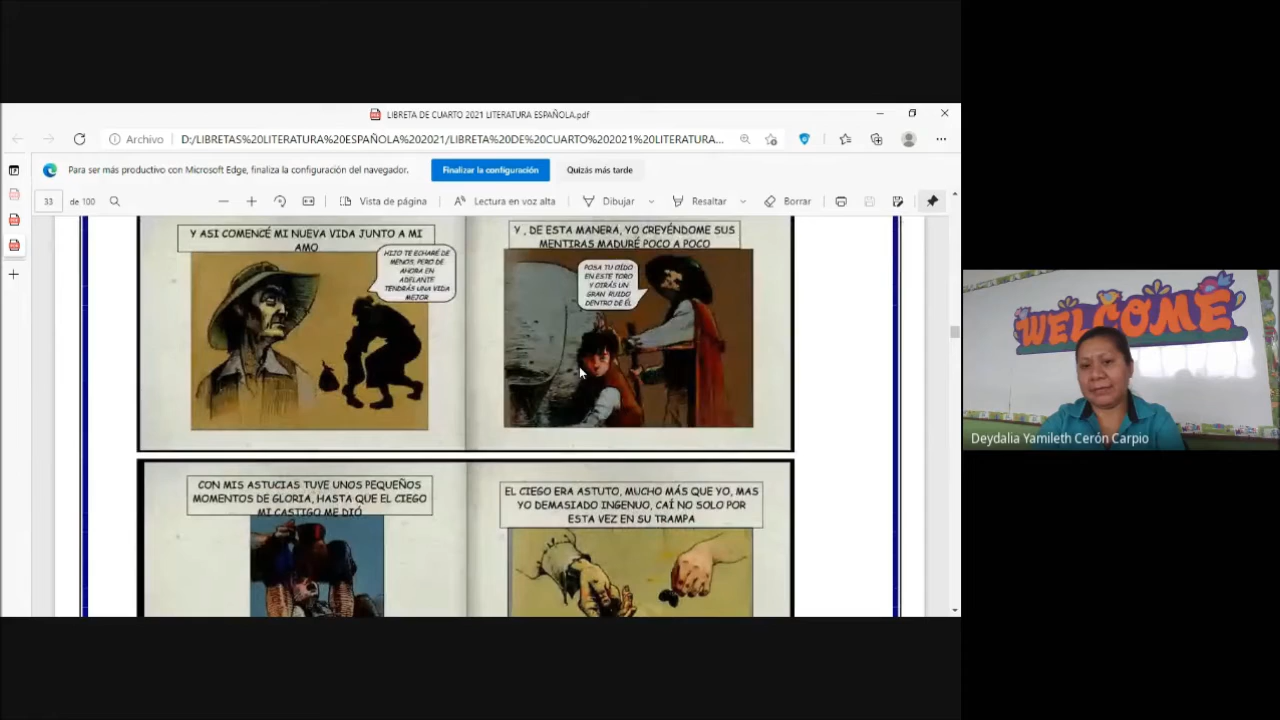 LIBRETA DE CUARTO 2021 LITERATURA ESPAÑOLA.pdf
Archivo
D:/LIBRETAS%20LITERATURA%20ESPAÑOLA%202021/LIBRETA%20DE%20CUARTO%202021%20LITERATURA...
Para ser más productivo con Microsoft Edge, finaliza la configuración del navegador.
Finalizar la configuración
Quizás más tarde
33 de 100
Vista de página
Lectura en voz alta
Dibujar
Resaltar
Borrar
Y ASI COMENCÉ MI NUEVA VIDA JUNTO A MI
AMO
HIJO TE ECHARÉ DE
MENOS, PERO DE
AHORA EN
ADELANTE
TENDRÁS UNA VIDA
MEJOR
Y , DE ESTA MANERA, YO CREYÉNDOME SUS
MENTIRAS MADURÉ POCO A POCO
POSA TU OÍDO
EN ESTE TORO
Y OIRÁS UN
GRAN RUIDO
DENTRO DE ÉL
CON MIS ASTUCIAS TUVE UNOS PEQUEÑOS
MOMENTOS DE GLORIA, HASTA QUE EL CIEGO
MI CASTIGO ME DIÓ
EL CIEGO ERA ASTUTO, MUCHO MÁS QUE YO, MAS
YO DEMASIADO INGENUO, CAÍ NO SOLO POR
ESTA VEZ EN SU TRAMPA
WELCOME
Deydalia Yamileth Cerón Carpio